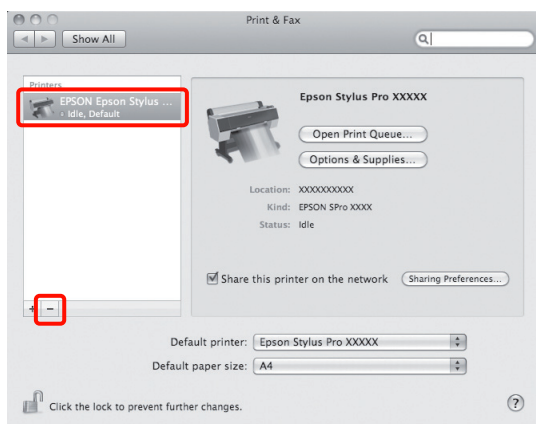 Print & Fax
Show All
Printers
EPSON Epson Stylus ...
Idle, Default
Epson Stylus Pro XXXXX
Open Print Queue...
Options & Supplies...
Location: XXXXXXXXXX
Kind: EPSON SPro XXXX
Status: Idle
Share this printer on the network
Sharing Preferences...
+ −
Default printer: Epson Stylus Pro XXXXX
Default paper size: A4
Click the lock to prevent further changes.
?